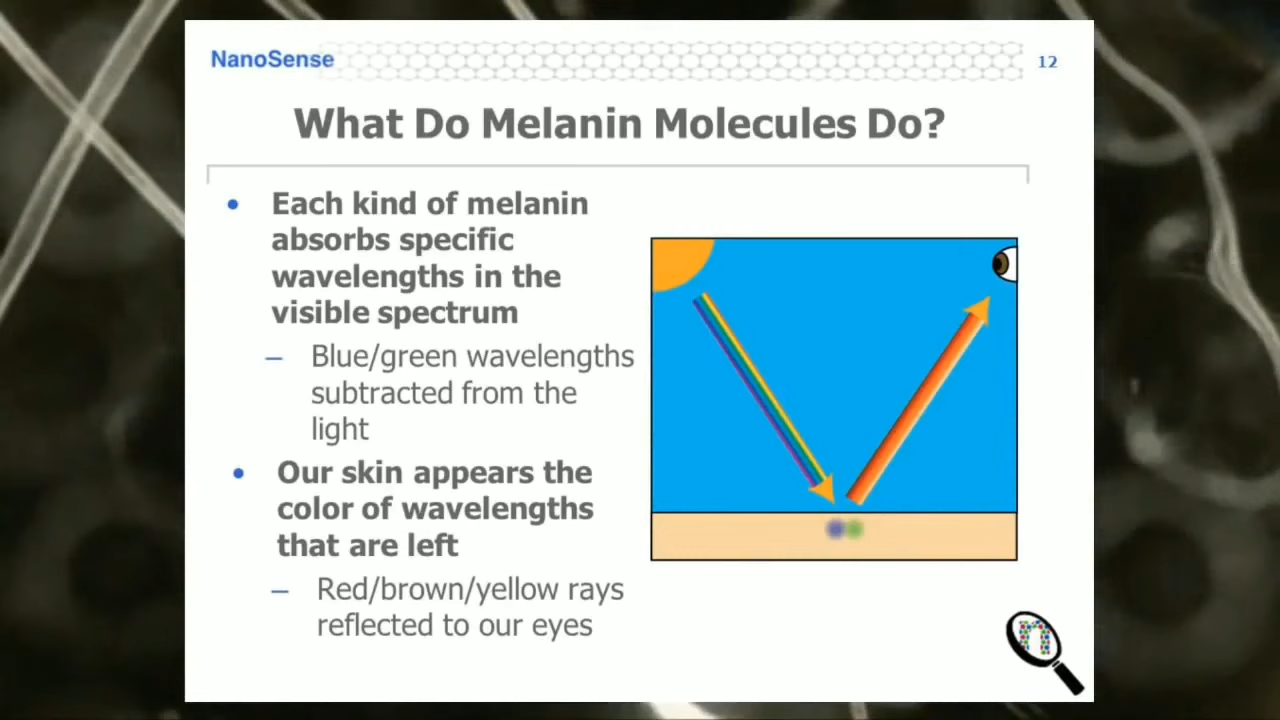 NanoSense
12
What Do Melanin Molecules Do?
• Each kind of melanin
absorbs specific
wavelengths in the
visible spectrum
– Blue/green wavelengths
subtracted from the
light
• Our skin appears the
color of wavelengths
that are left
– Red/brown/yellow rays
reflected to our eyes
n